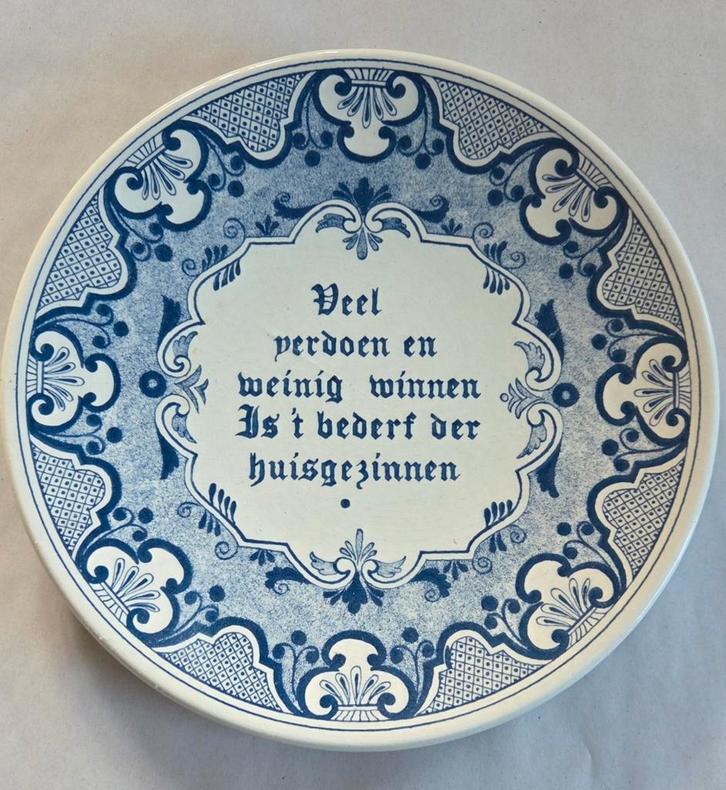 Veel
verdoen en
weinig winnen
Is 't bederf der
huisgezinnen